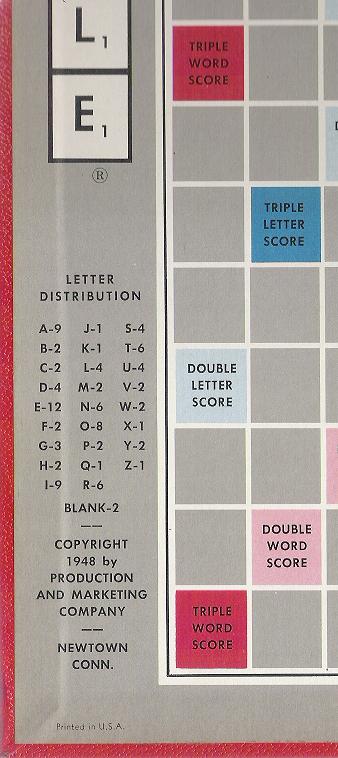 L1
E1
®
LETTER
DISTRIBUTION
A-9 J-1 S-4
B-2 K-1 T-6
C-2 L-4 U-4
D-4 M-2 V-2
E-12 N-6 W-2
F-2 O-8 X-1
G-3 P-2 Y-2
H-2 Q-1 Z-1
I-9 R-6
BLANK-2
COPYRIGHT
1948 by
PRODUCTION
AND MARKETING
COMPANY
NEWTOWN
CONN.
Printed in U.S.A.
TRIPLE
WORD
SCORE
TRIPLE
LETTER
SCORE
DOUBLE
LETTER
SCORE
DOUBLE
WORD
SCORE
TRIPLE
WORD
SCORE